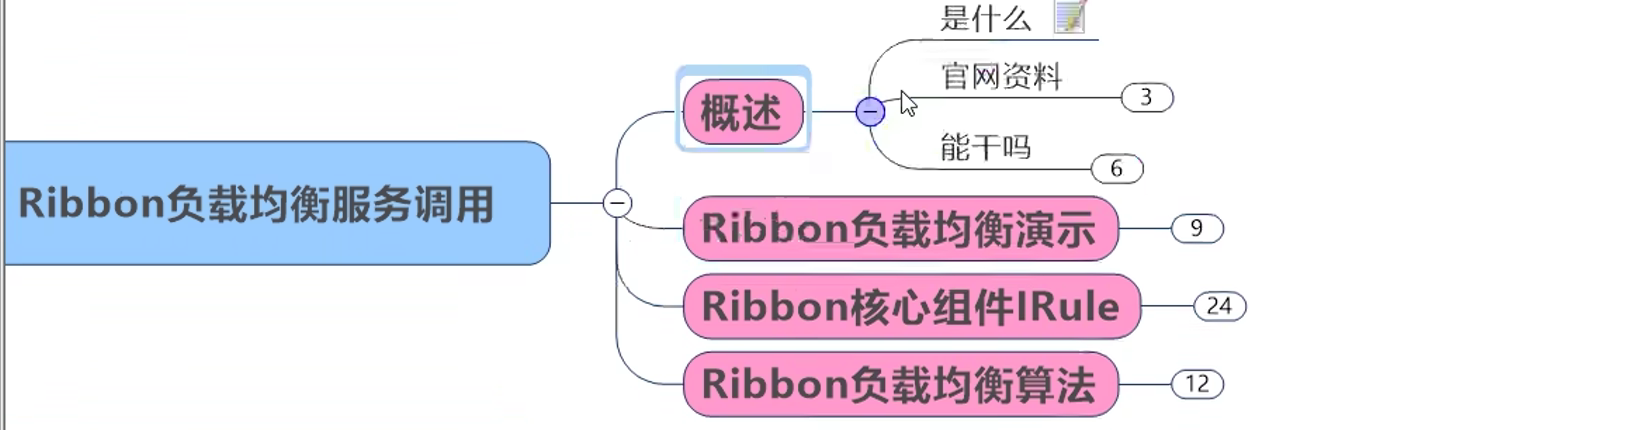 是什么
官网资料
3
概述
能干吗
6
Ribbon负载均衡服务调用
Ribbon负载均衡演示
9
Ribbon核心组件IRule
24
Ribbon负载均衡算法
12